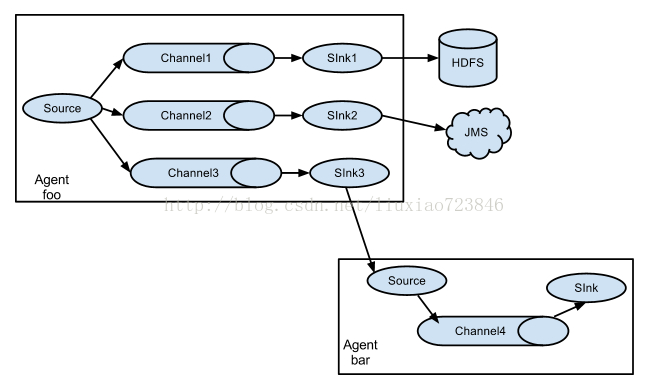 Channel1
SInk1
HDFS
Source
Channel2
SInk2
JMS
Channel3
SInk3
Agent
foo
http://blog.csdn.net/liuxiao723846
Source
SInk
Channel4
Agent
bar